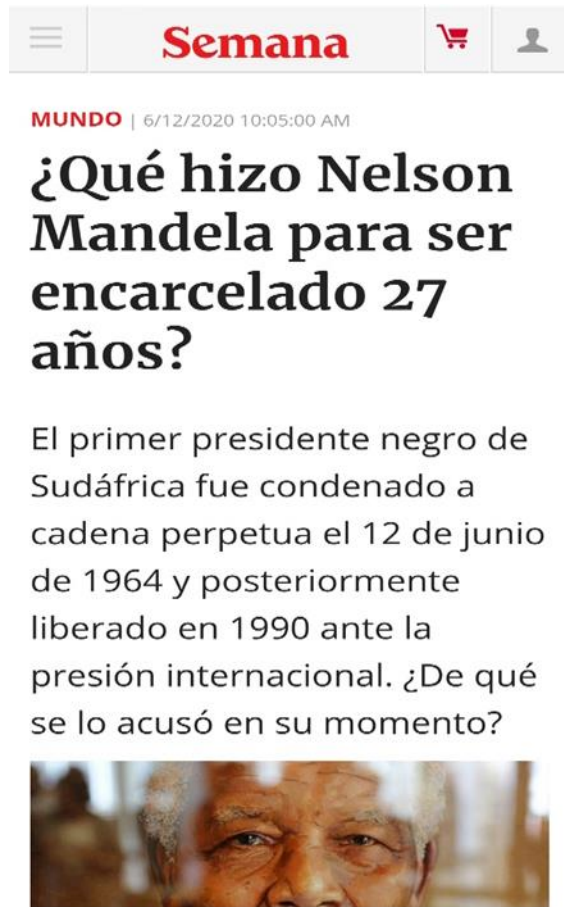 Semana
MUNDO | 6/12/2020 10:05:00 AM
¿Qué hizo Nelson
Mandela para ser
encarcelado 27
años?
El primer presidente negro de
Sudáfrica fue condenado a
cadena perpetua el 12 de junio
de 1964 y posteriormente
liberado en 1990 ante la
presión internacional. ¿De qué
se lo acusó en su momento?